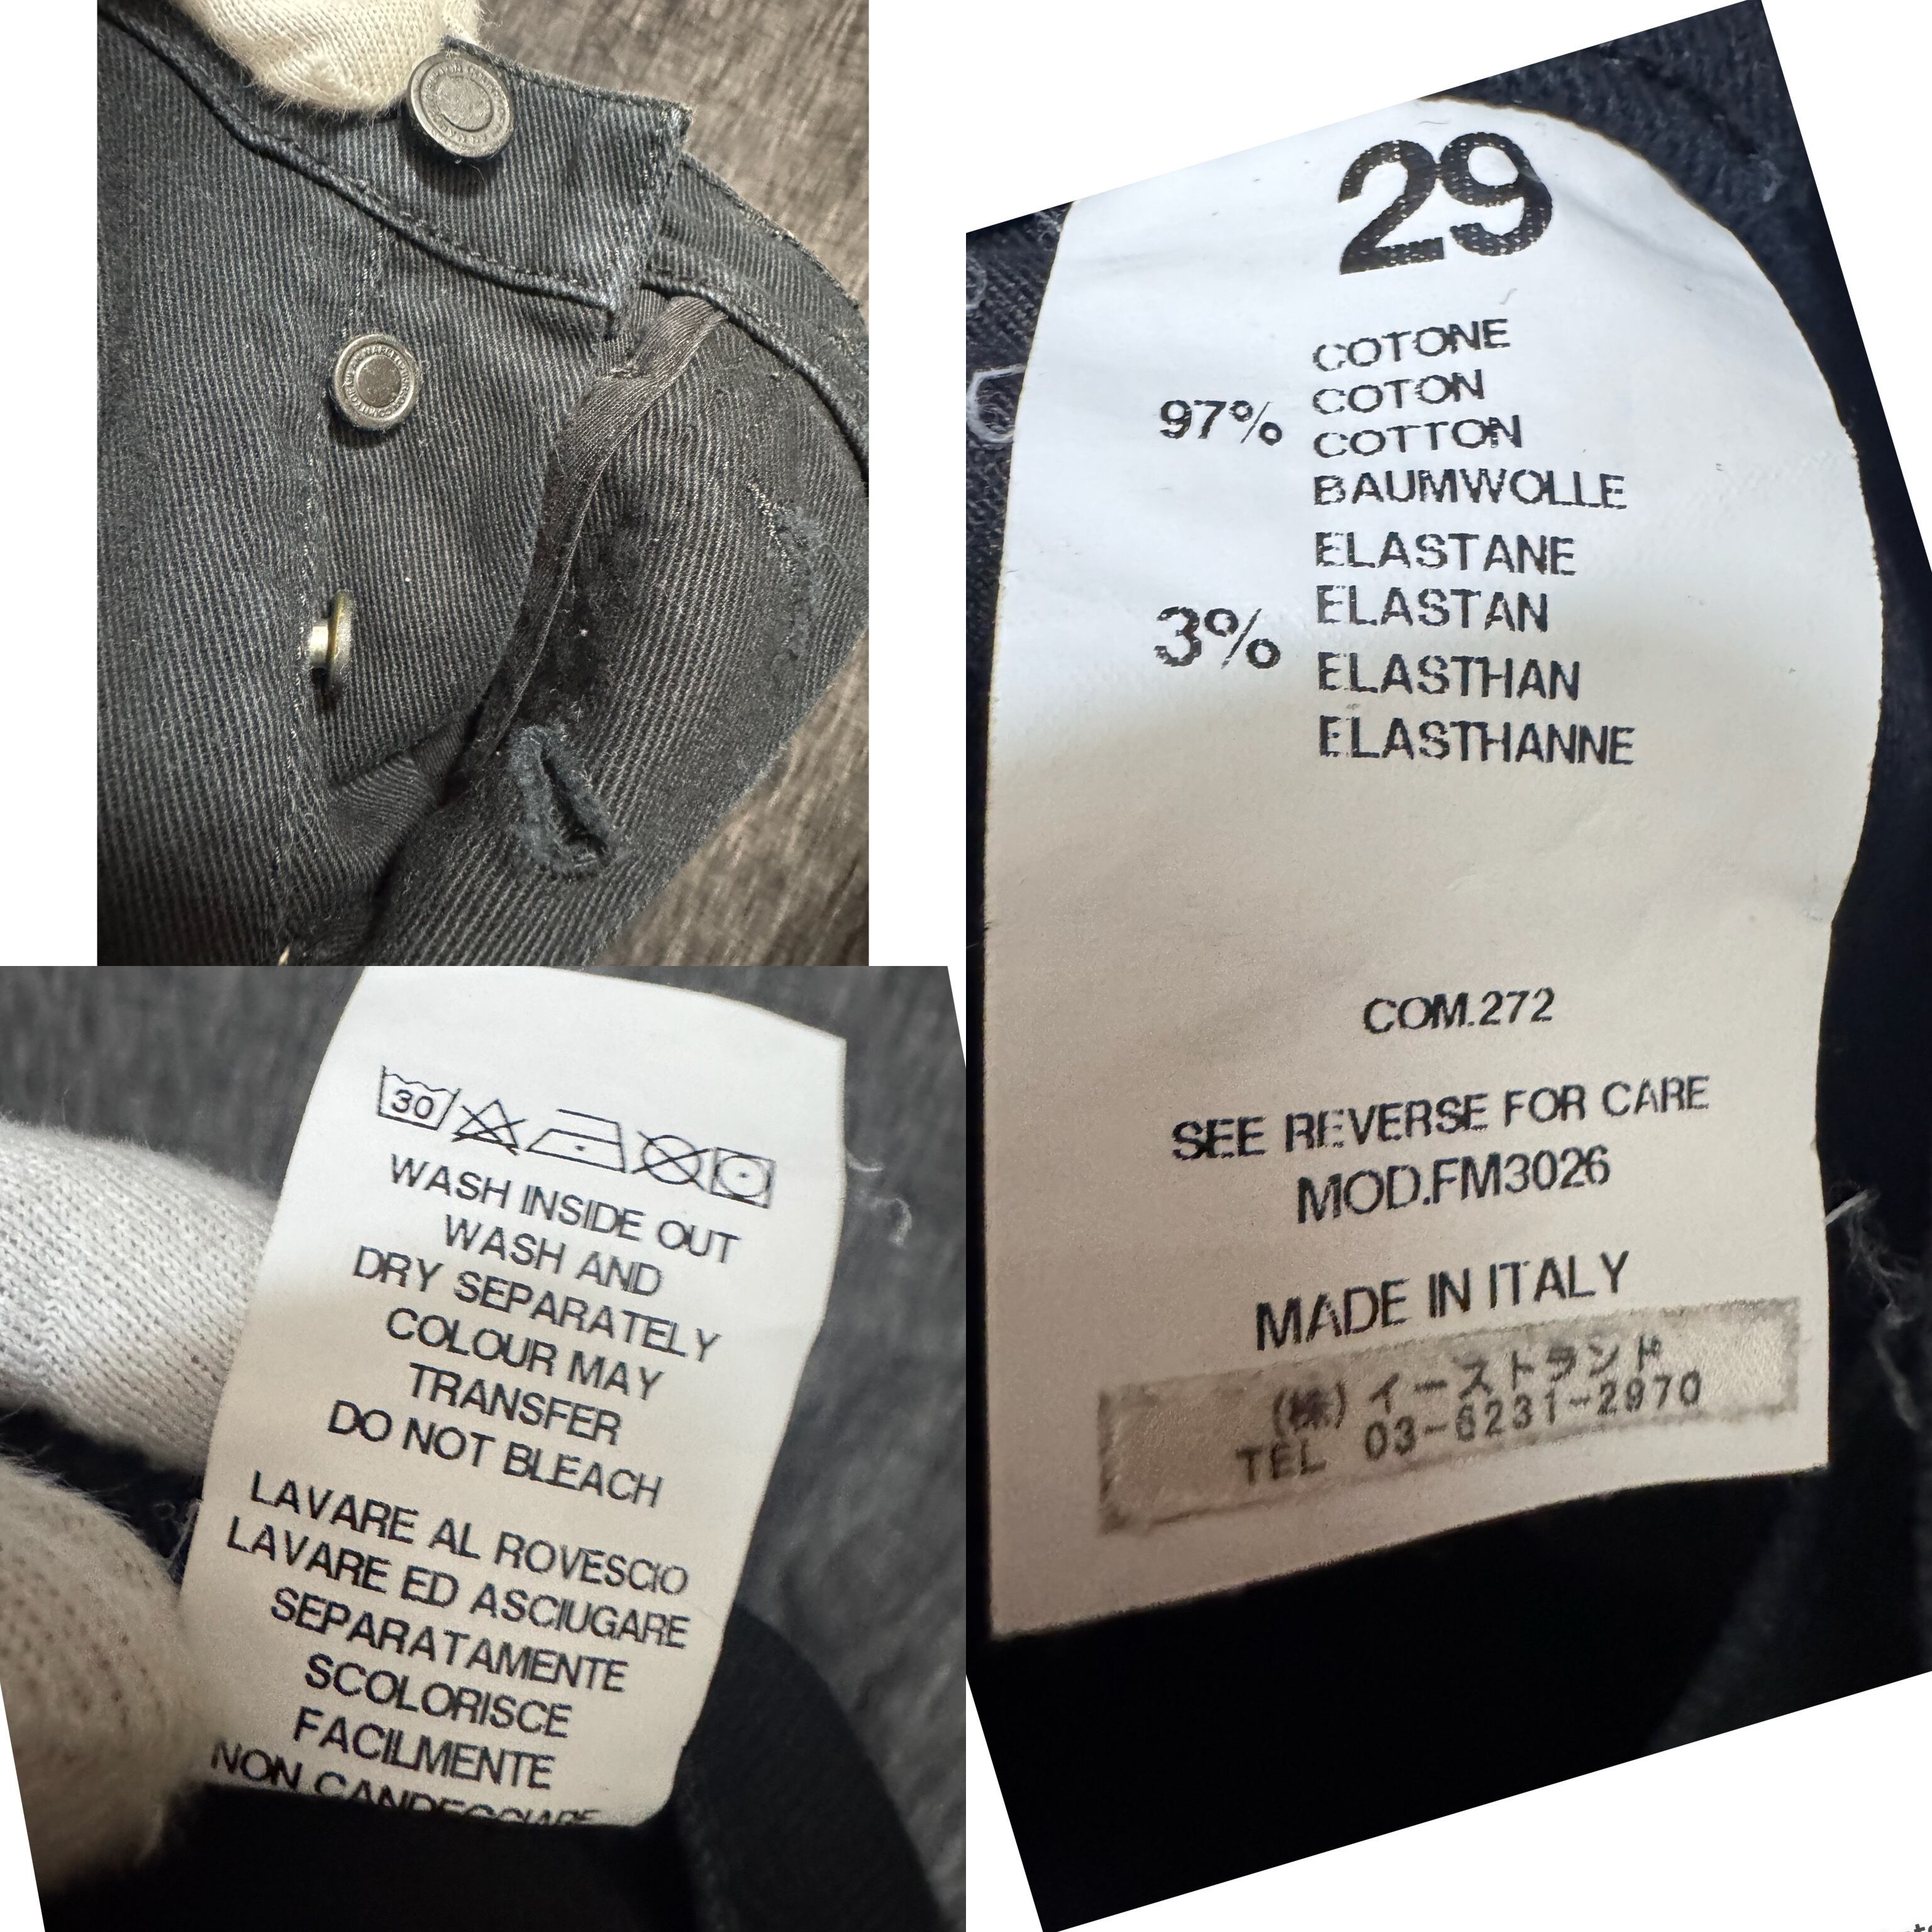 29
97%
COTONE
COTON
COTTON
BAUMWOLLE
3%
ELASTANE
ELASTAN
ELASTHAN
ELASTHANNE
COM.272
SEE REVERSE FOR CARE
MOD.FM3026
MADE IN ITALY
(株)イーストランド
TEL 03-6231-2970
30
WASH INSIDE OUT
WASH AND
DRY SEPARATELY
COLOUR MAY
TRANSFER
DO NOT BLEACH
LAVARE AL ROVESCIO
LAVARE ED ASCIUGARE
SEPARATAMENTE
SCOLORISCE
FACILMENTE
NON CANDEGGIARE